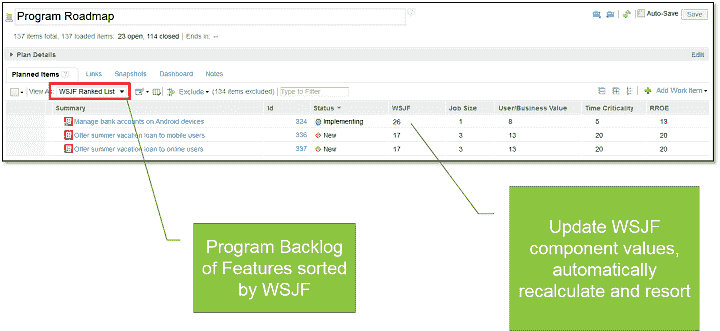 Program Roadmap
Auto-Save Save
137 items total, 137 loaded items: 23 open, 114 closed | Ends in: --
Plan Details Edit
Planned Items Links Snapshots Dashboard Notes
View As: WSJF Ranked List Exclude (134 items excluded) Type to Filter Add Work Item
Summary Id Status WSJF Job Size User/Business Value Time Criticality RROE
Manage bank accounts on Android devices 324 Implementing 26 1 8 5 13
Offer summer vacation loan to mobile users 336 New 17 3 13 20 20
Offer summer vacation loan to online users 337 New 17 3 13 20 20
Program Backlog
of Features sorted
by WSJF
Update WSJF
component values,
automatically
recalculate and resort